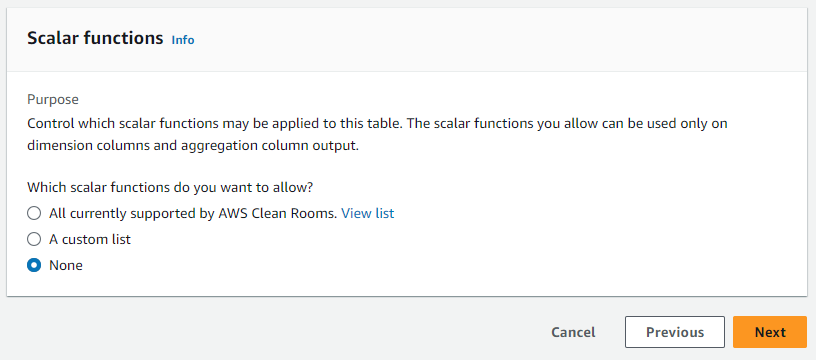 Scalar functions Info
Purpose
Control which scalar functions may be applied to this table. The scalar functions you allow can be used only on
dimension columns and aggregation column output.
Which scalar functions do you want to allow?
All currently supported by AWS Clean Rooms. View list
A custom list
None
Cancel Previous Next